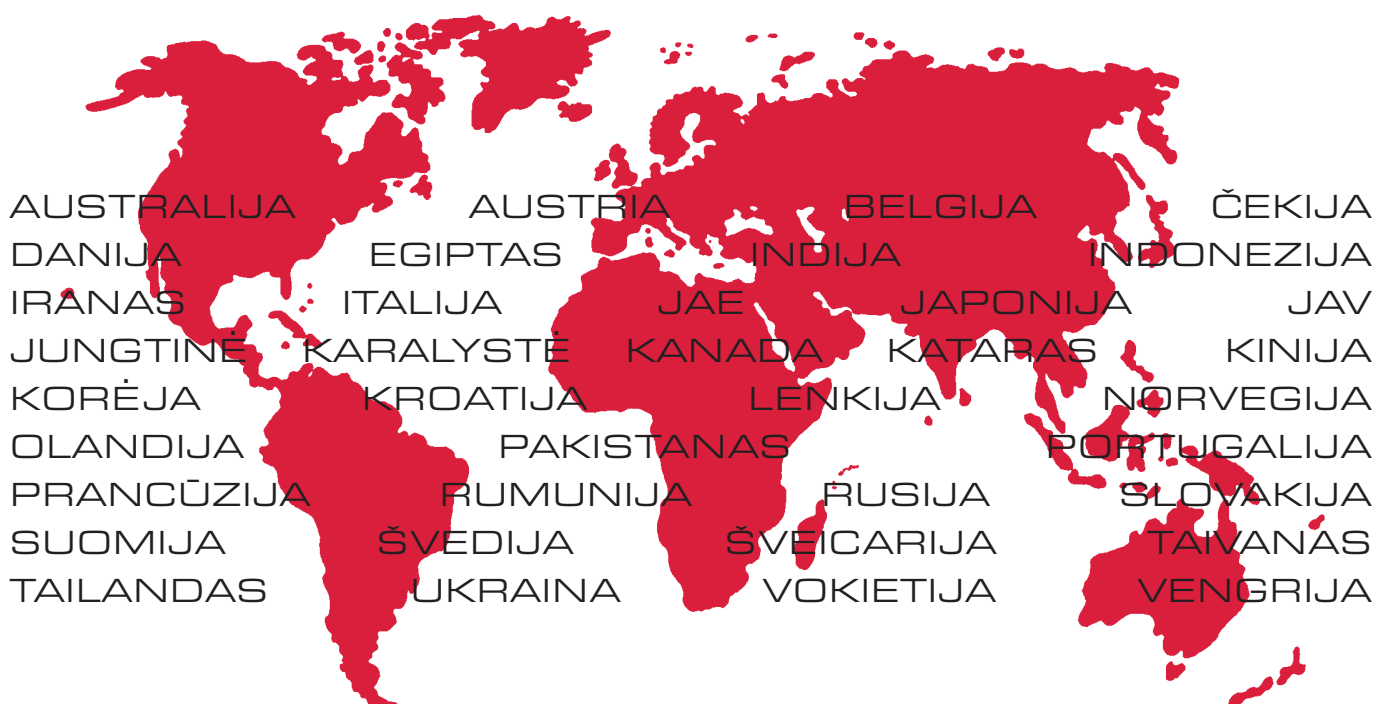 AUSTRALIJA AUSTRIA BELGIJA ČEKIJA
DANIJA EGIPTAS INDIJA INDONEZIJA
IRANAS ITALIJA JAE JAPONIJA JAV
JUNGTINĖ KARALYSTĖ KANADA KATARAS KINIJA
KORĖJA KROATIJA LENKIJA NORVEGIJA
OLANDIJA PAKISTANAS PORTUGALIJA
PRANCŪZIJA RUMUNIJA RUSIJA SLOVAKIJA
SUOMIJA ŠVEDIJA ŠVEICARIJA TAIVANAS
TAILANDAS UKRAINA VOKIETIJA VENGRIJA